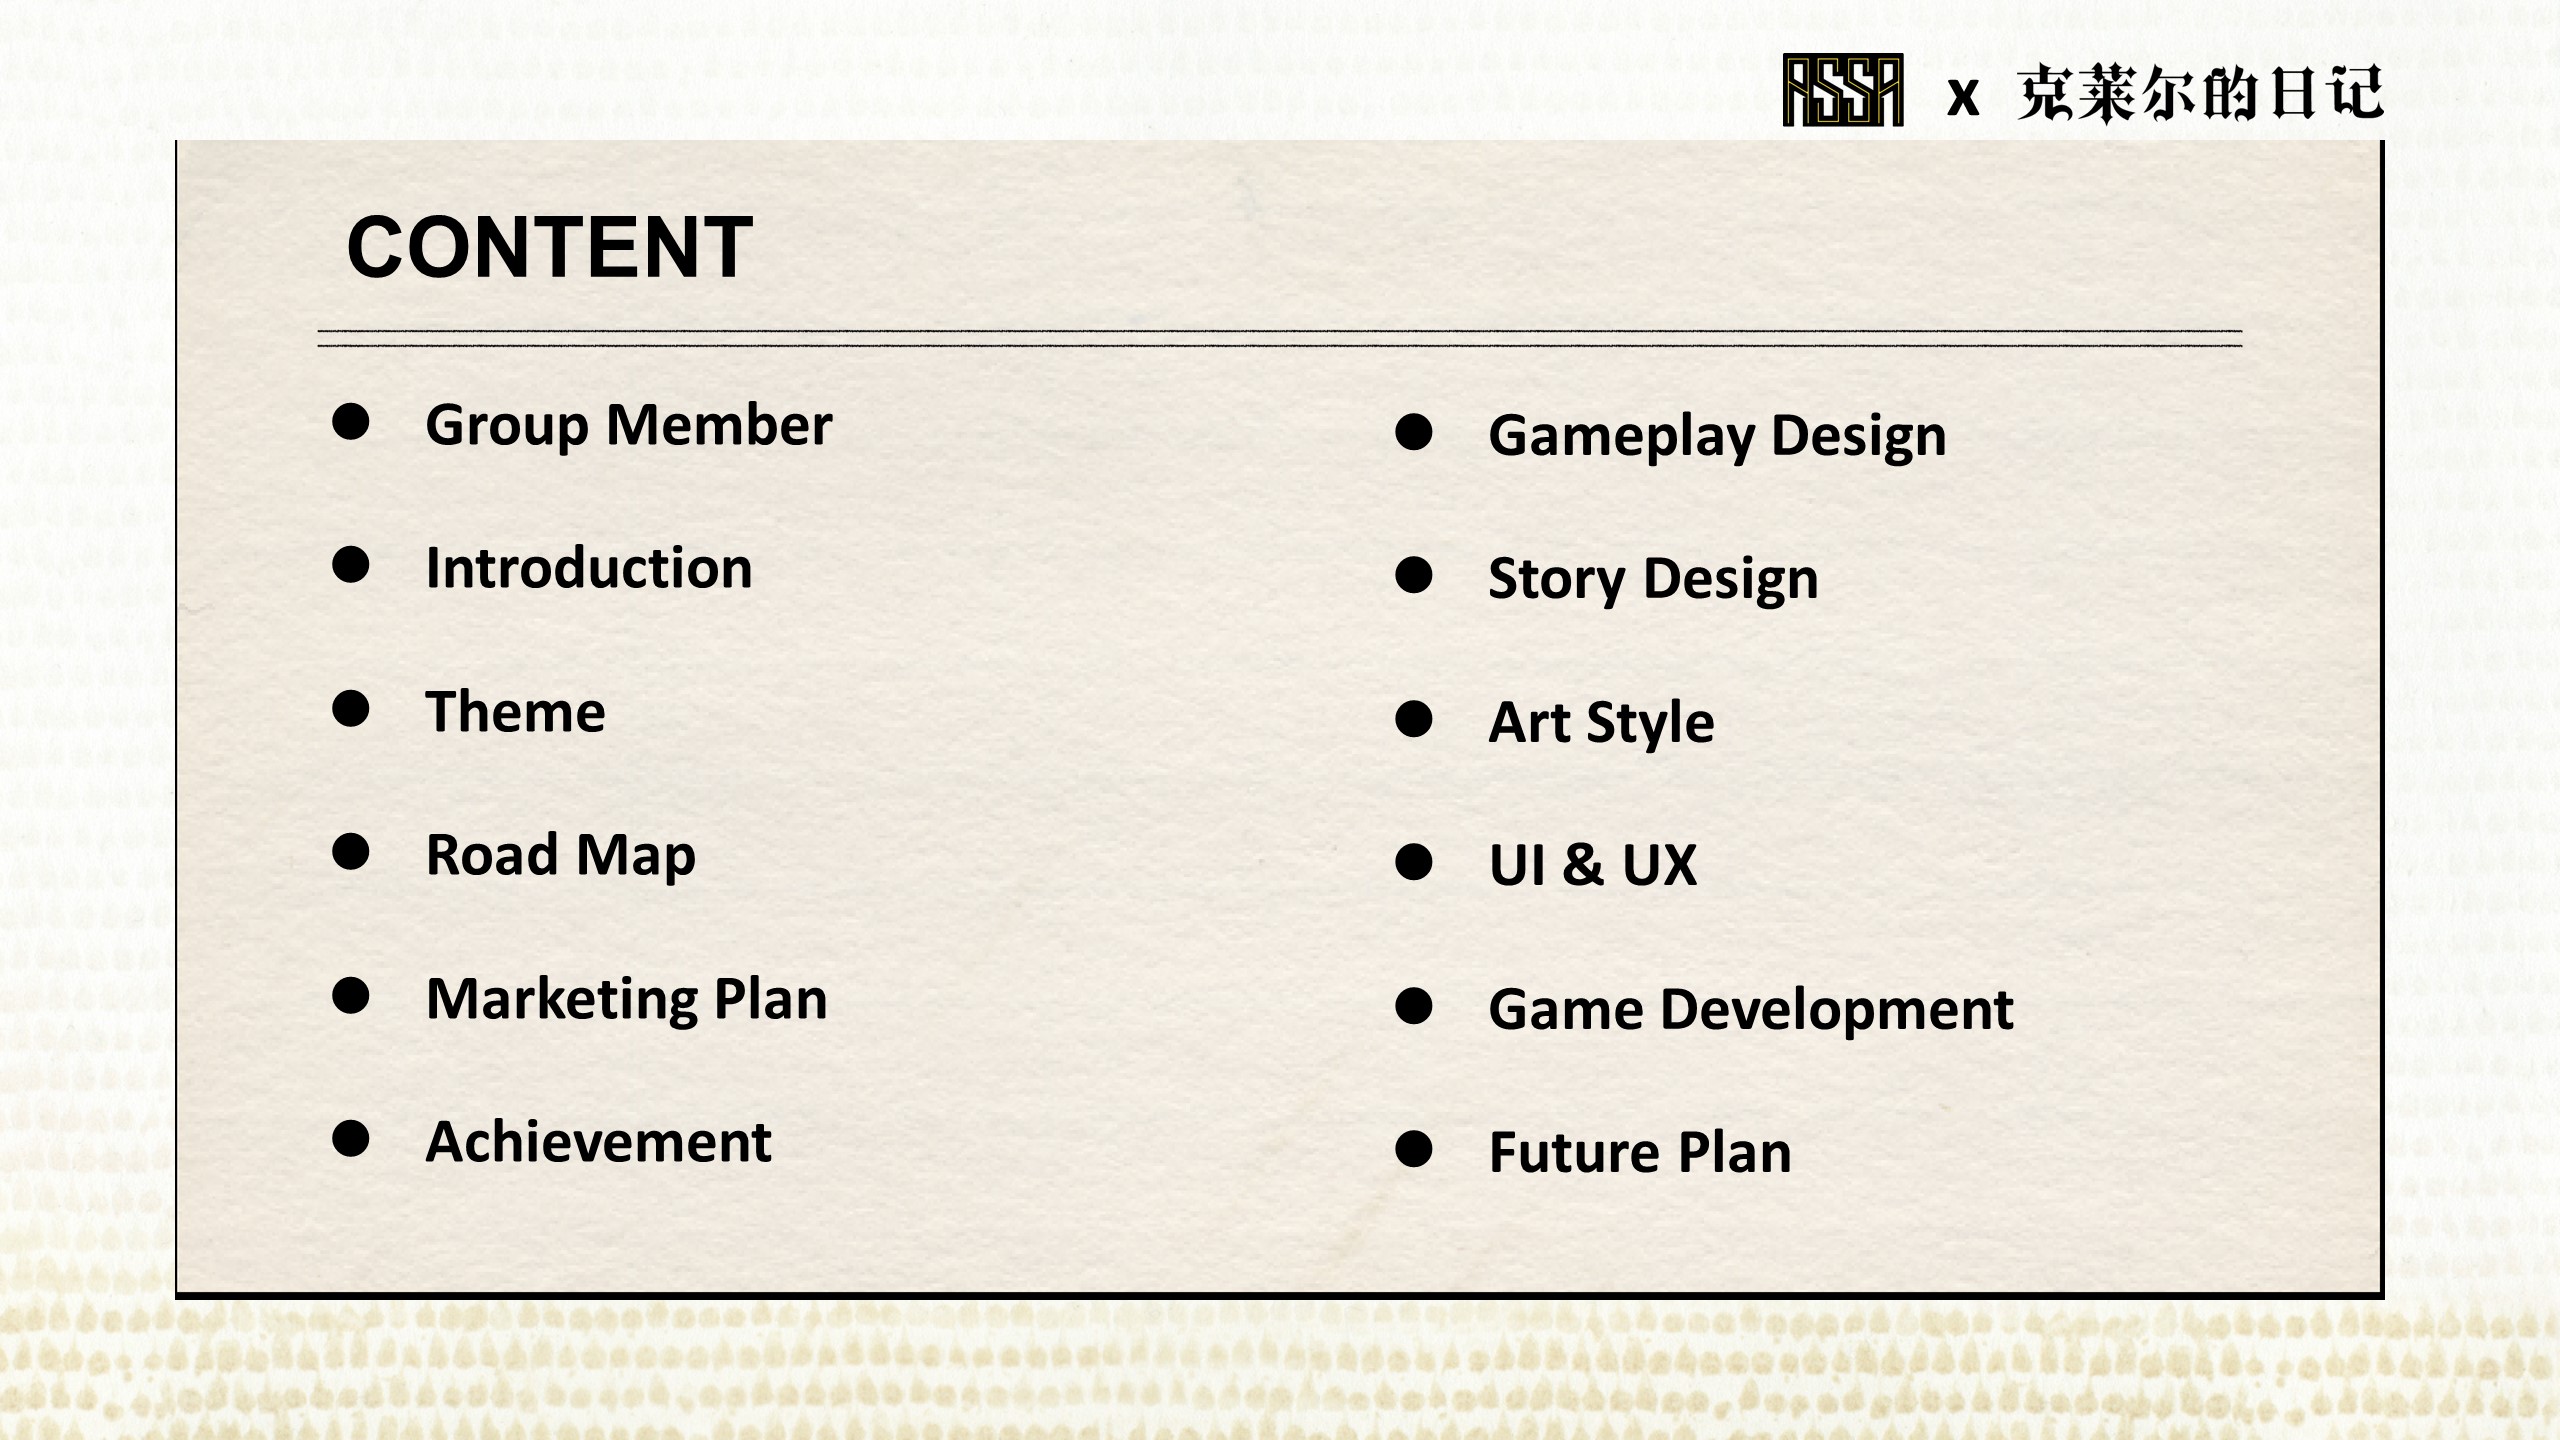 ASSA x 克莱尔的日记
CONTENT
● Group Member
● Introduction
● Theme
● Road Map
● Marketing Plan
● Achievement
● Gameplay Design
● Story Design
● Art Style
● UI & UX
● Game Development
● Future Plan